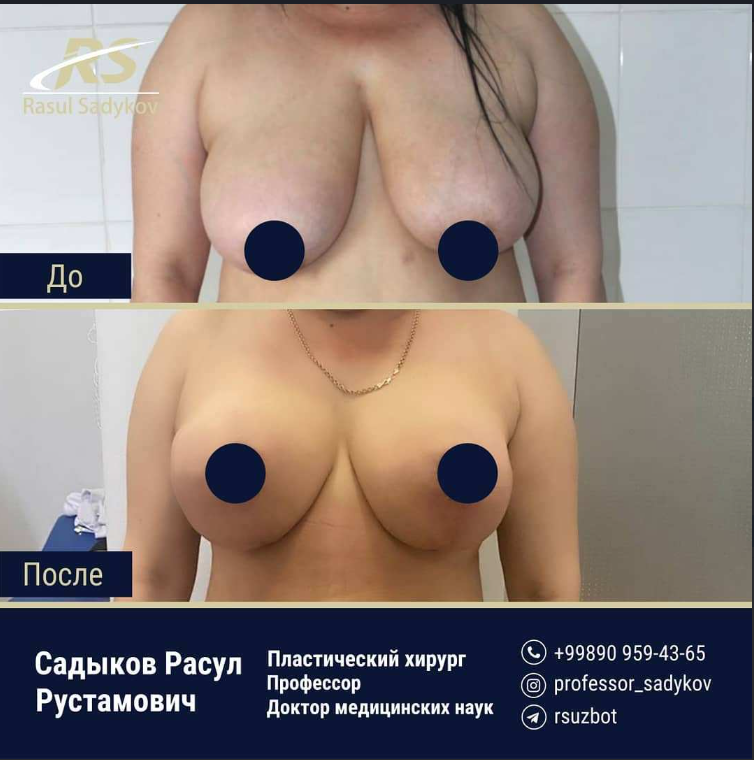 RS
Rasul Sadykov
До
После
Садыков Расул
Рустамович
Пластический хирург
Профессор
Доктор медицинских наук
+99890 959-43-65
professor_sadykov
rsuzbot